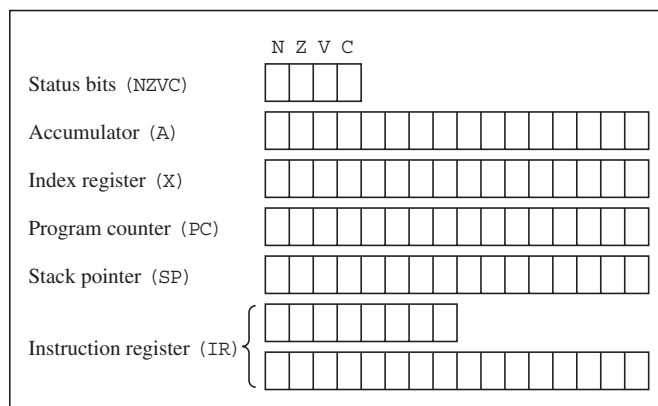 N Z V C
Status bits (NZVC)
Accumulator (A)
Index register (X)
Program counter (PC)
Stack pointer (SP)
Instruction register (IR)